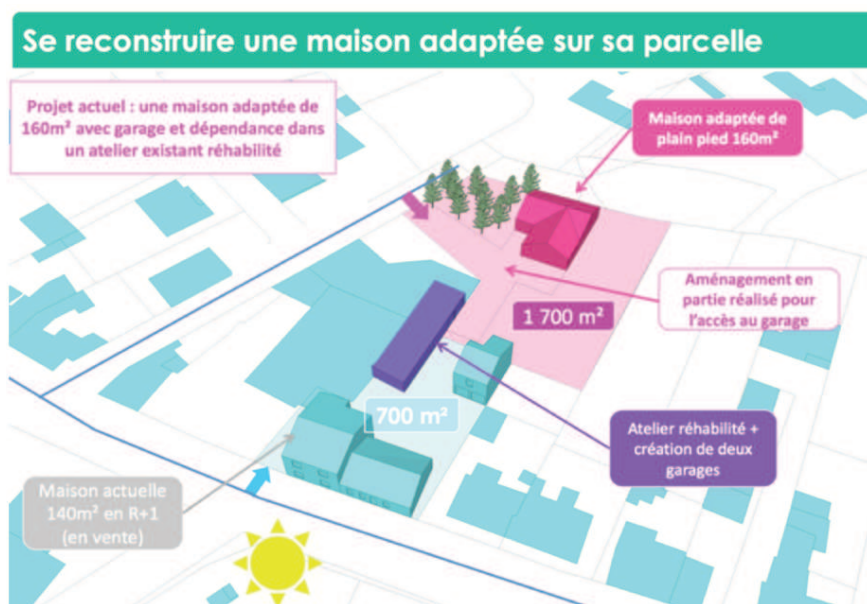 Se reconstruire une maison adaptée sur sa parcelle
Projet actuel : une maison adaptée de
160m² avec garage et dépendance dans
un atelier existant réhabilité
Maison adaptée de
plain pied 160m²
Aménagement en
partie réalisé pour
l'accès au garage
1 700 m²
700 m²
Atelier réhabilité +
création de deux
garages
Maison actuelle
140m² en R+1
(en vente)